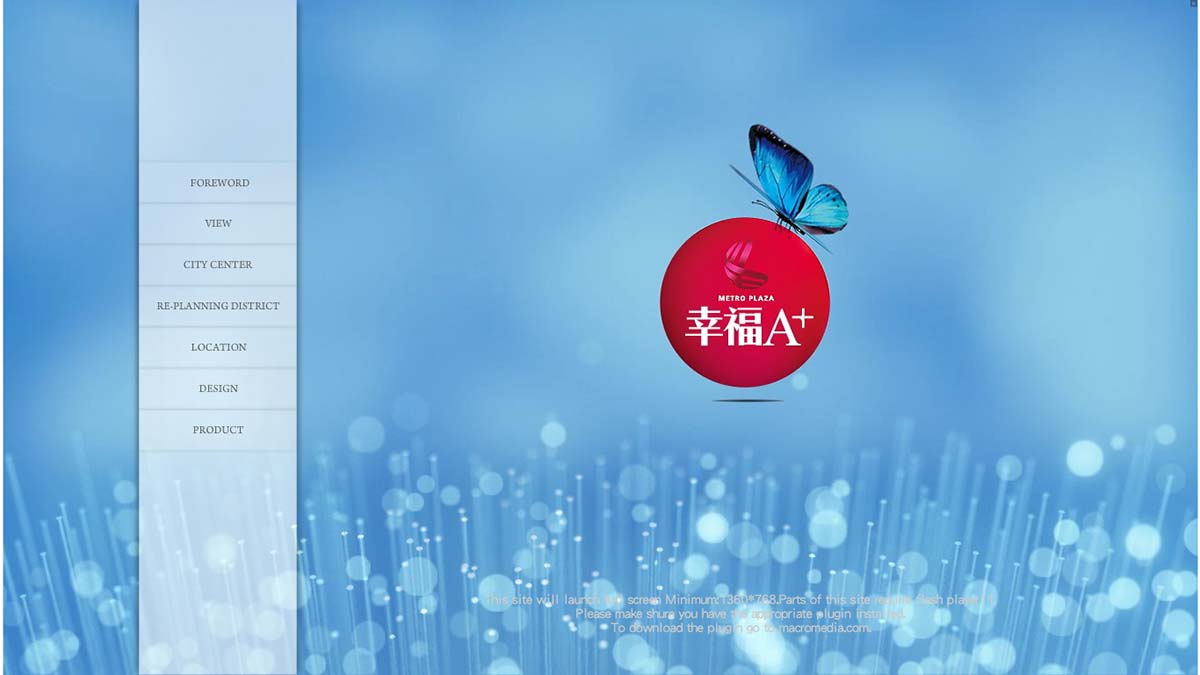 FOREWORD
VIEW
CITY CENTER
RE-PLANNING DISTRICT
LOCATION
DESIGN
PRODUCT
METRO PLAZA
幸福A+
This site will launch full screen Minimum:1360*768.Parts of this site require flash player
Please make shure you have the appropriate plugin installed.
To download the plugin go to macromedia.com.